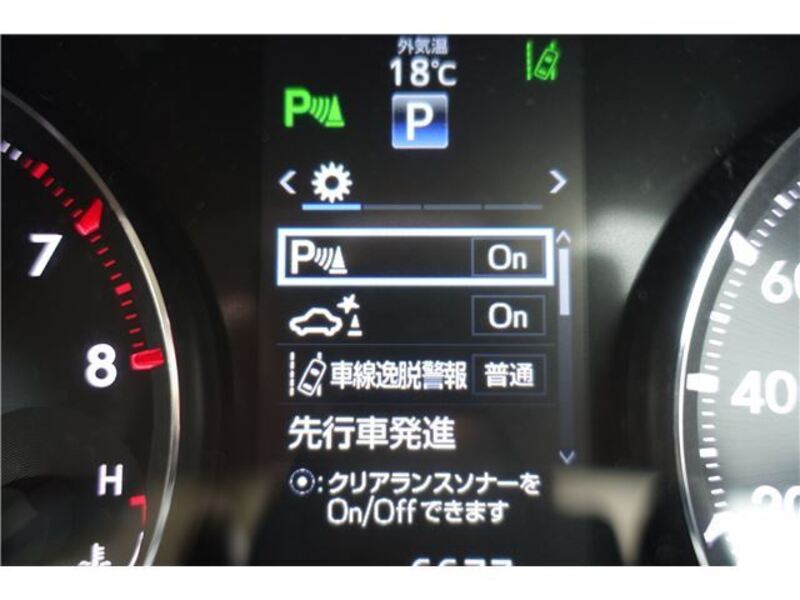 外気温
18℃
P
P
P On
On
車線逸脱警報 普通
先行車発進
:クリアランスソナーを
On/Offできます
7
8
H
40